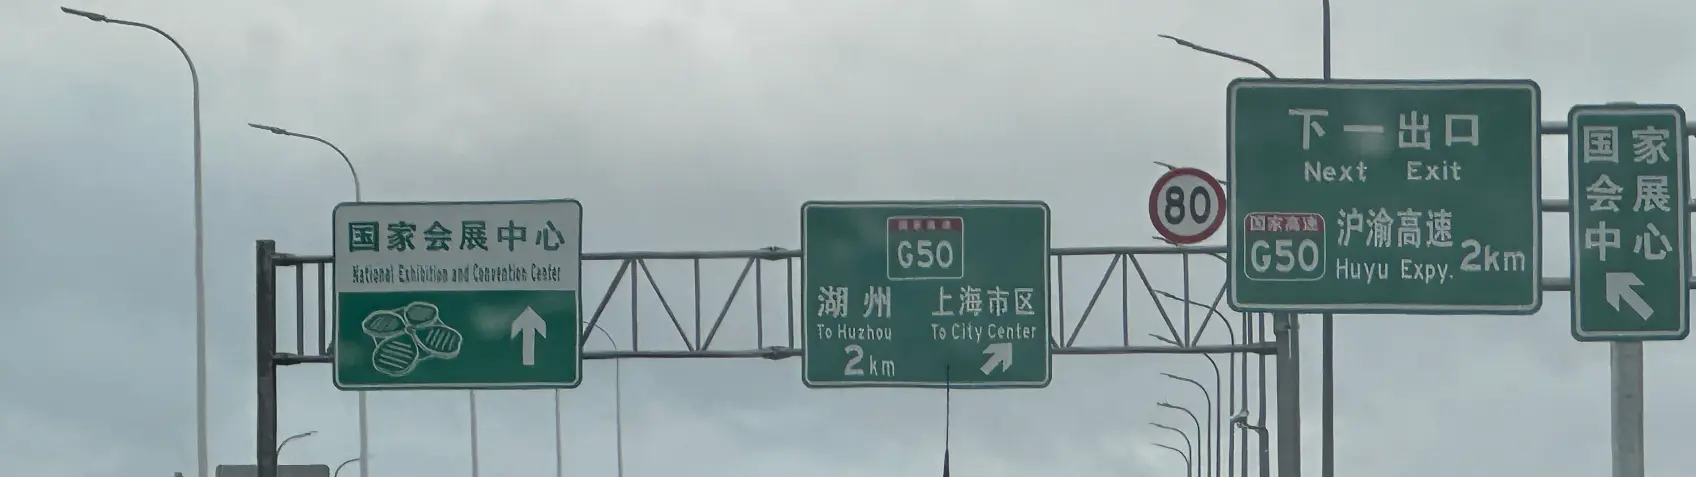 国家会展中心
National Exhibition and Convention Center
国家高速
G50
湖州 上海市区
To Huzhou To City Center
2km
80
下一出口
Next Exit
国家高速
G50
沪渝高速
Huyu Expy.
2km
国家
会展
中心